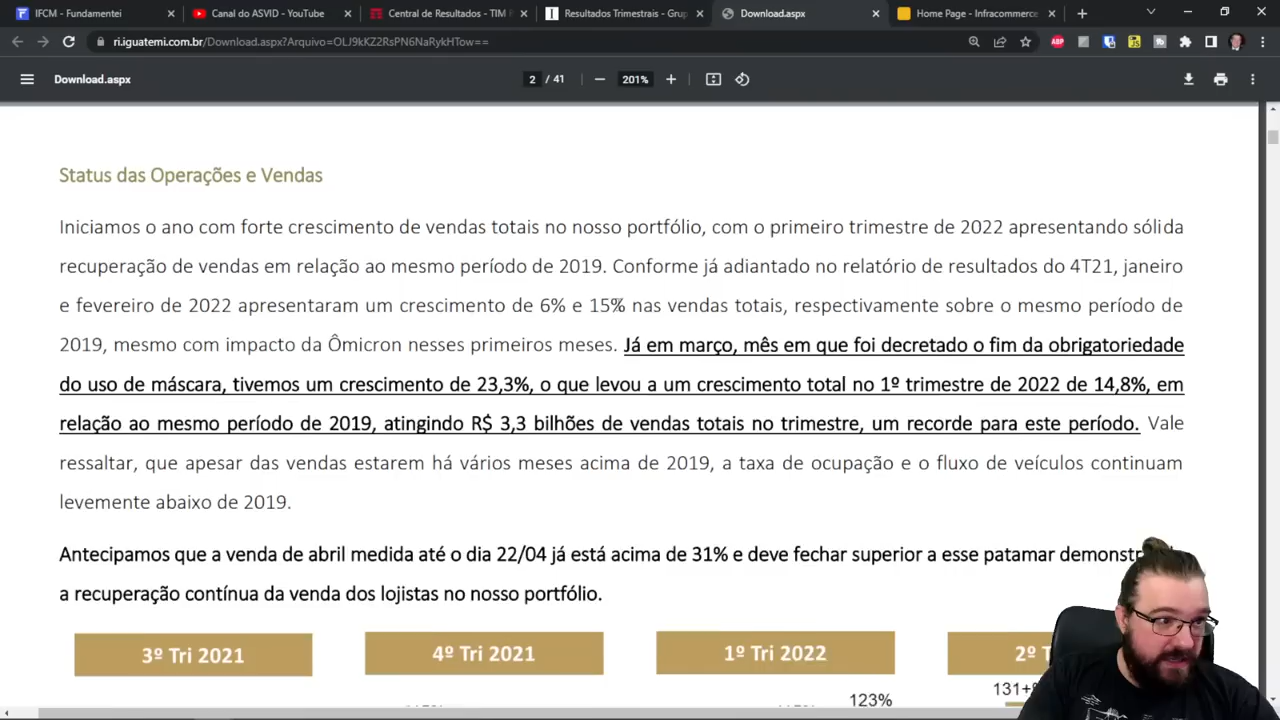 IFCM - Fundamentei
Canal do ASVID - YouTube
Central de Resultados - TIM
Resultados Trimestrais - Grup
Download.aspx
Home Page - Infracommerce
ri.iguatemi.com.br/Download.aspx?Arquivo=OLJ9kKZ2RsPN6NaRykHTow==
Download.aspx
2 / 41
201%
Status das Operações e Vendas
Iniciamos o ano com forte crescimento de vendas totais no nosso portfólio, com o primeiro trimestre de 2022 apresentando sólida
recuperação de vendas em relação ao mesmo período de 2019. Conforme já adiantado no relatório de resultados do 4T21, janeiro
e fevereiro de 2022 apresentaram um crescimento de 6% e 15% nas vendas totais, respectivamente sobre o mesmo período de
2019, mesmo com impacto da Ômicron nesses primeiros meses. Já em março, mês em que foi decretado o fim da obrigatoriedade
do uso de máscara, tivemos um crescimento de 23,3%, o que levou a um crescimento total no 1º trimestre de 2022 de 14,8%, em
relação ao mesmo período de 2019, atingindo R$ 3,3 bilhões de vendas totais no trimestre, um recorde para este período. Vale
ressaltar, que apesar das vendas estarem há vários meses acima de 2019, a taxa de ocupação e o fluxo de veículos continuam
levemente abaixo de 2019.
Antecipamos que a venda de abril medida até o dia 22/04 já está acima de 31% e deve fechar superior a esse patamar
a recuperação contínua da venda dos lojistas no nosso portfólio.
3º Tri 2021 4º Tri 2021 1º Tri 2022 2º
123%